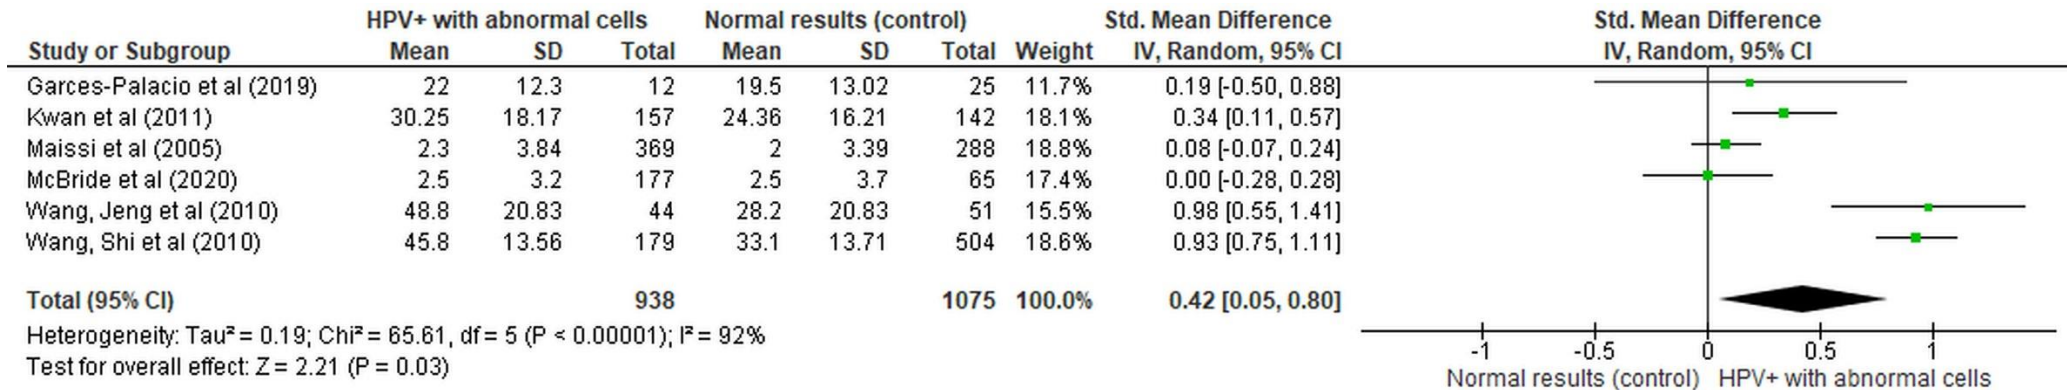 HPV+ with abnormal cells Normal results (control) Std. Mean Difference Std. Mean Difference
Study or Subgroup Mean SD Total Mean SD Total Weight IV, Random, 95% CI IV, Random, 95% CI
Garces-Palacio et al (2019) 22 12.3 12 19.5 13.02 25 11.7% 0.19 [-0.50, 0.88]
Kwan et al (2011) 30.25 18.17 157 24.36 16.21 142 18.1% 0.34 [0.11, 0.57]
Maissi et al (2005) 2.3 3.84 369 2 3.39 288 18.8% 0.08 [-0.07, 0.24]
McBride et al (2020) 2.5 3.2 177 2.5 3.7 65 17.4% 0.00 [-0.28, 0.28]
Wang, Jeng et al (2010) 48.8 20.83 44 28.2 20.83 51 15.5% 0.98 [0.55, 1.41]
Wang, Shi et al (2010) 45.8 13.56 179 33.1 13.71 504 18.6% 0.93 [0.75, 1.11]
Total (95% CI) 938 1075 100.0% 0.42 [0.05, 0.80]
Heterogeneity: Tau² = 0.19; Chi² = 65.61, df = 5 (P < 0.00001); I² = 92%
Test for overall effect: Z = 2.21 (P = 0.03)
-1 -0.5 0 0.5 1
Normal results (control) HPV+ with abnormal cells